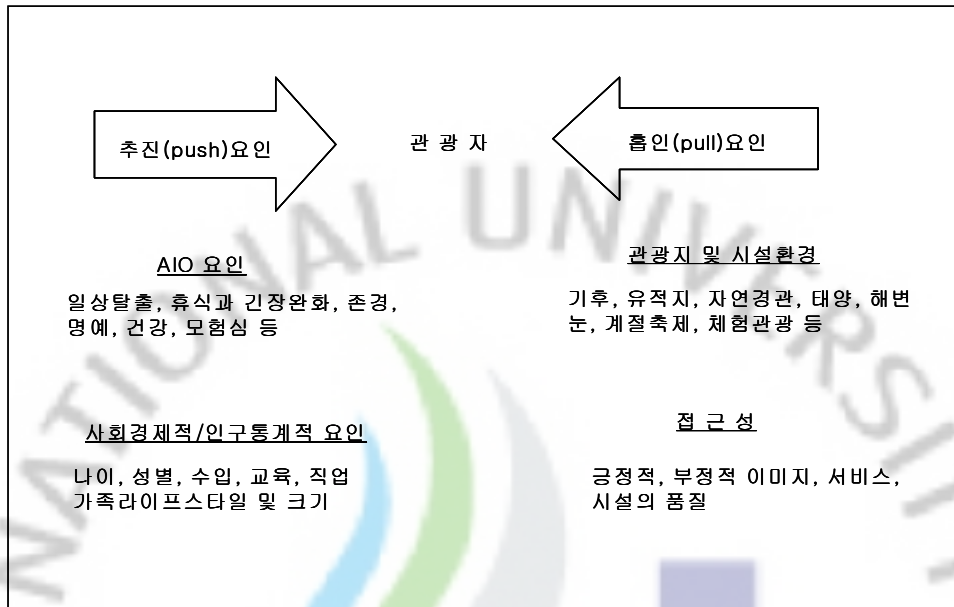 추진(push)요인
관 광 자
흡인(pull)요인
AIO 요인
일상탈출, 휴식과 긴장완화, 존경,
명예, 건강, 모험심 등
관광지 및 시설환경
기후, 유적지, 자연경관, 태양, 해변
눈, 계절축제, 체험관광 등
사회경제적/인구통계적 요인
나이, 성별, 수입, 교육, 직업
가족라이프스타일 및 크기
접 근 성
긍정적, 부정적 이미지, 서비스,
시설의 품질
NATIONAL UNIVERSIT